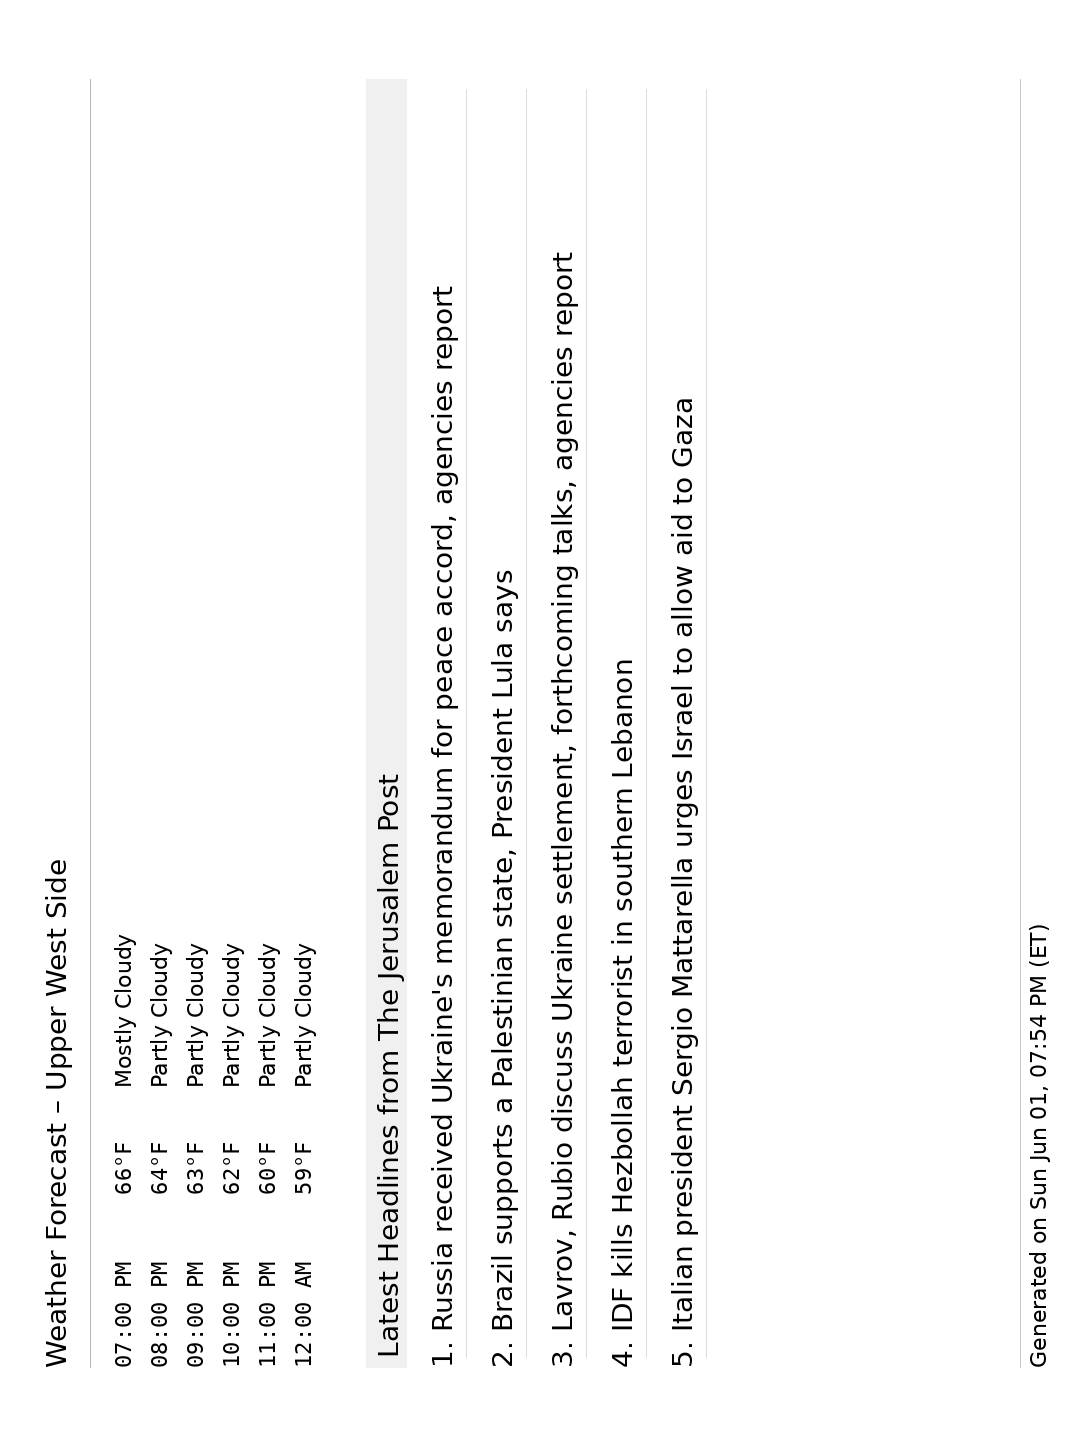 Weather Forecast – Upper West Side
07:00 PM 66°F Mostly Cloudy
08:00 PM 64°F Partly Cloudy
09:00 PM 63°F Partly Cloudy
10:00 PM 62°F Partly Cloudy
11:00 PM 60°F Partly Cloudy
12:00 AM 59°F Partly Cloudy
Latest Headlines from The Jerusalem Post
1. Russia received Ukraine's memorandum for peace accord, agencies report
2. Brazil supports a Palestinian state, President Lula says
3. Lavrov, Rubio discuss Ukraine settlement, forthcoming talks, agencies report
4. IDF kills Hezbollah terrorist in southern Lebanon
5. Italian president Sergio Mattarella urges Israel to allow aid to Gaza
Generated on Sun Jun 01, 07:54 PM (ET)